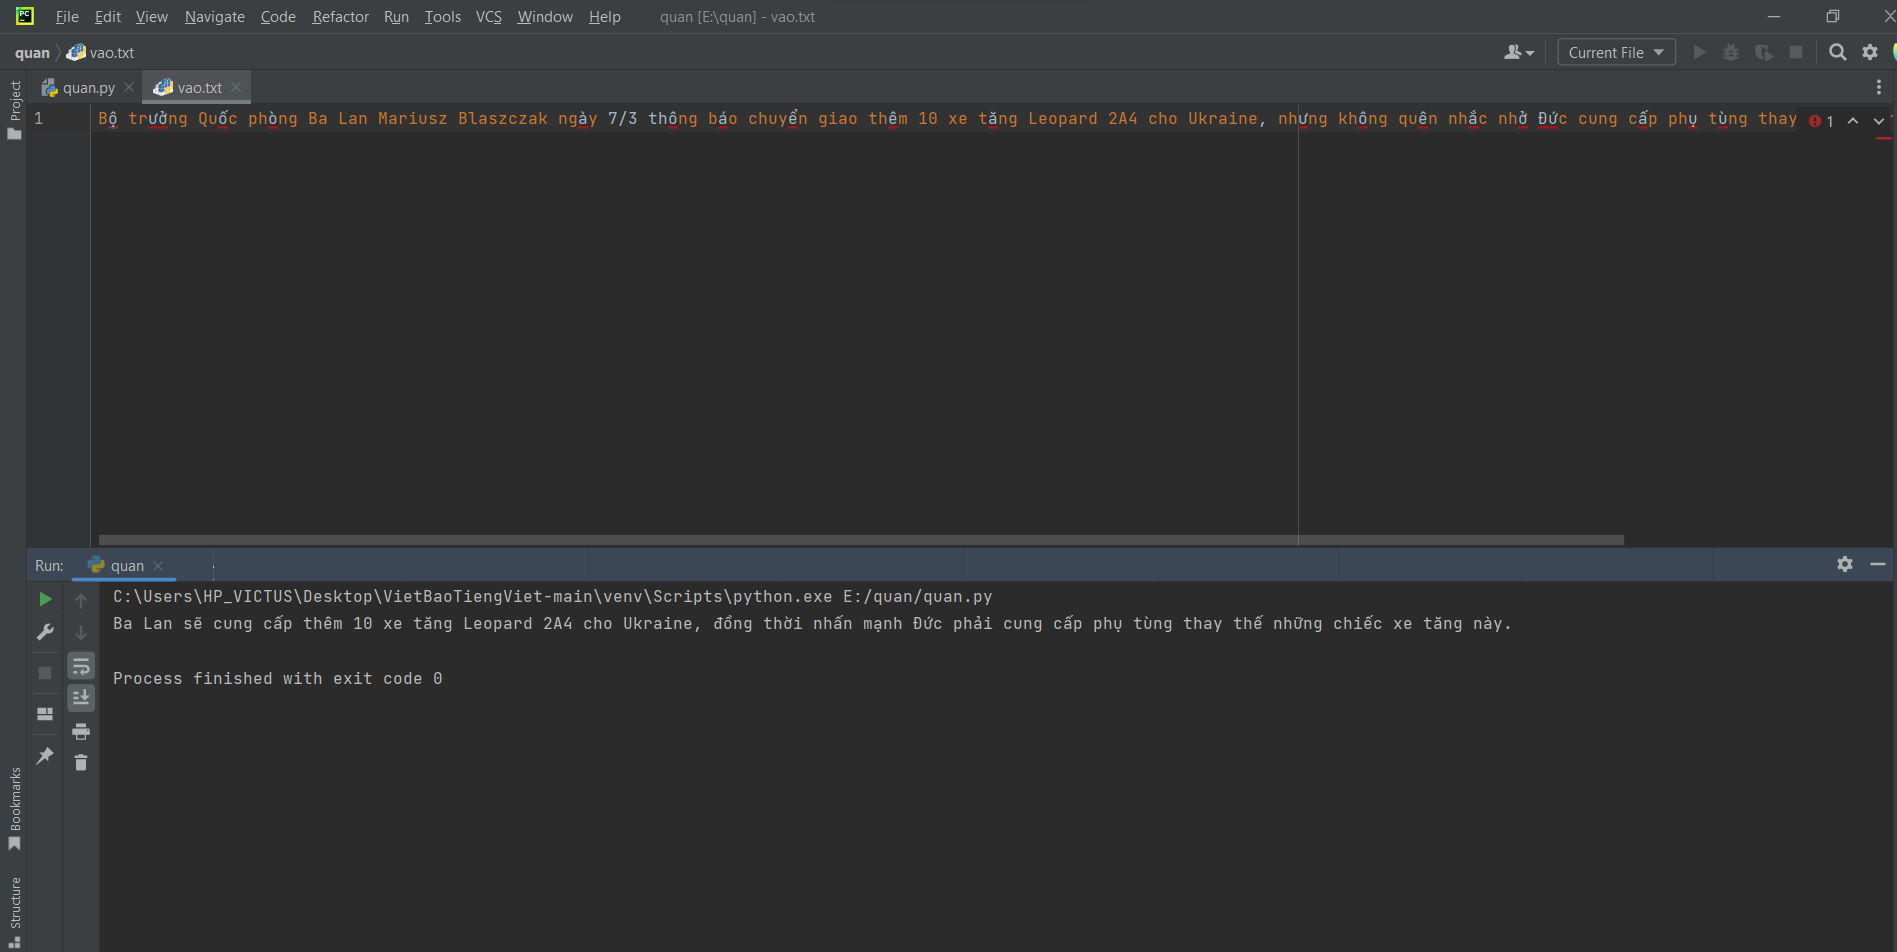 PC File Edit View Navigate Code Refactor Run Tools VCS Window Help quan [E:\quan] - vao.txt
quan vao.txt Current File
Project
quan.py vao.txt
1 Bộ trưởng Quốc phòng Ba Lan Mariusz Blaszczak ngày 7/3 thông báo chuyển giao thêm 10 xe tăng Leopard 2A4 cho Ukraine, nhưng không quên nhắc nhở Đức cung cấp phụ tùng thay 1
Run: quan
C:\Users\HP_VICTUS\Desktop\VietBaoTiengViet-main\venv\Scripts\python.exe E:/quan/quan.py
Ba Lan sẽ cung cấp thêm 10 xe tăng Leopard 2A4 cho Ukraine, đồng thời nhấn mạnh Đức phải cung cấp phụ tùng thay thế những chiếc xe tăng này.
Process finished with exit code 0
Bookmarks
Structure